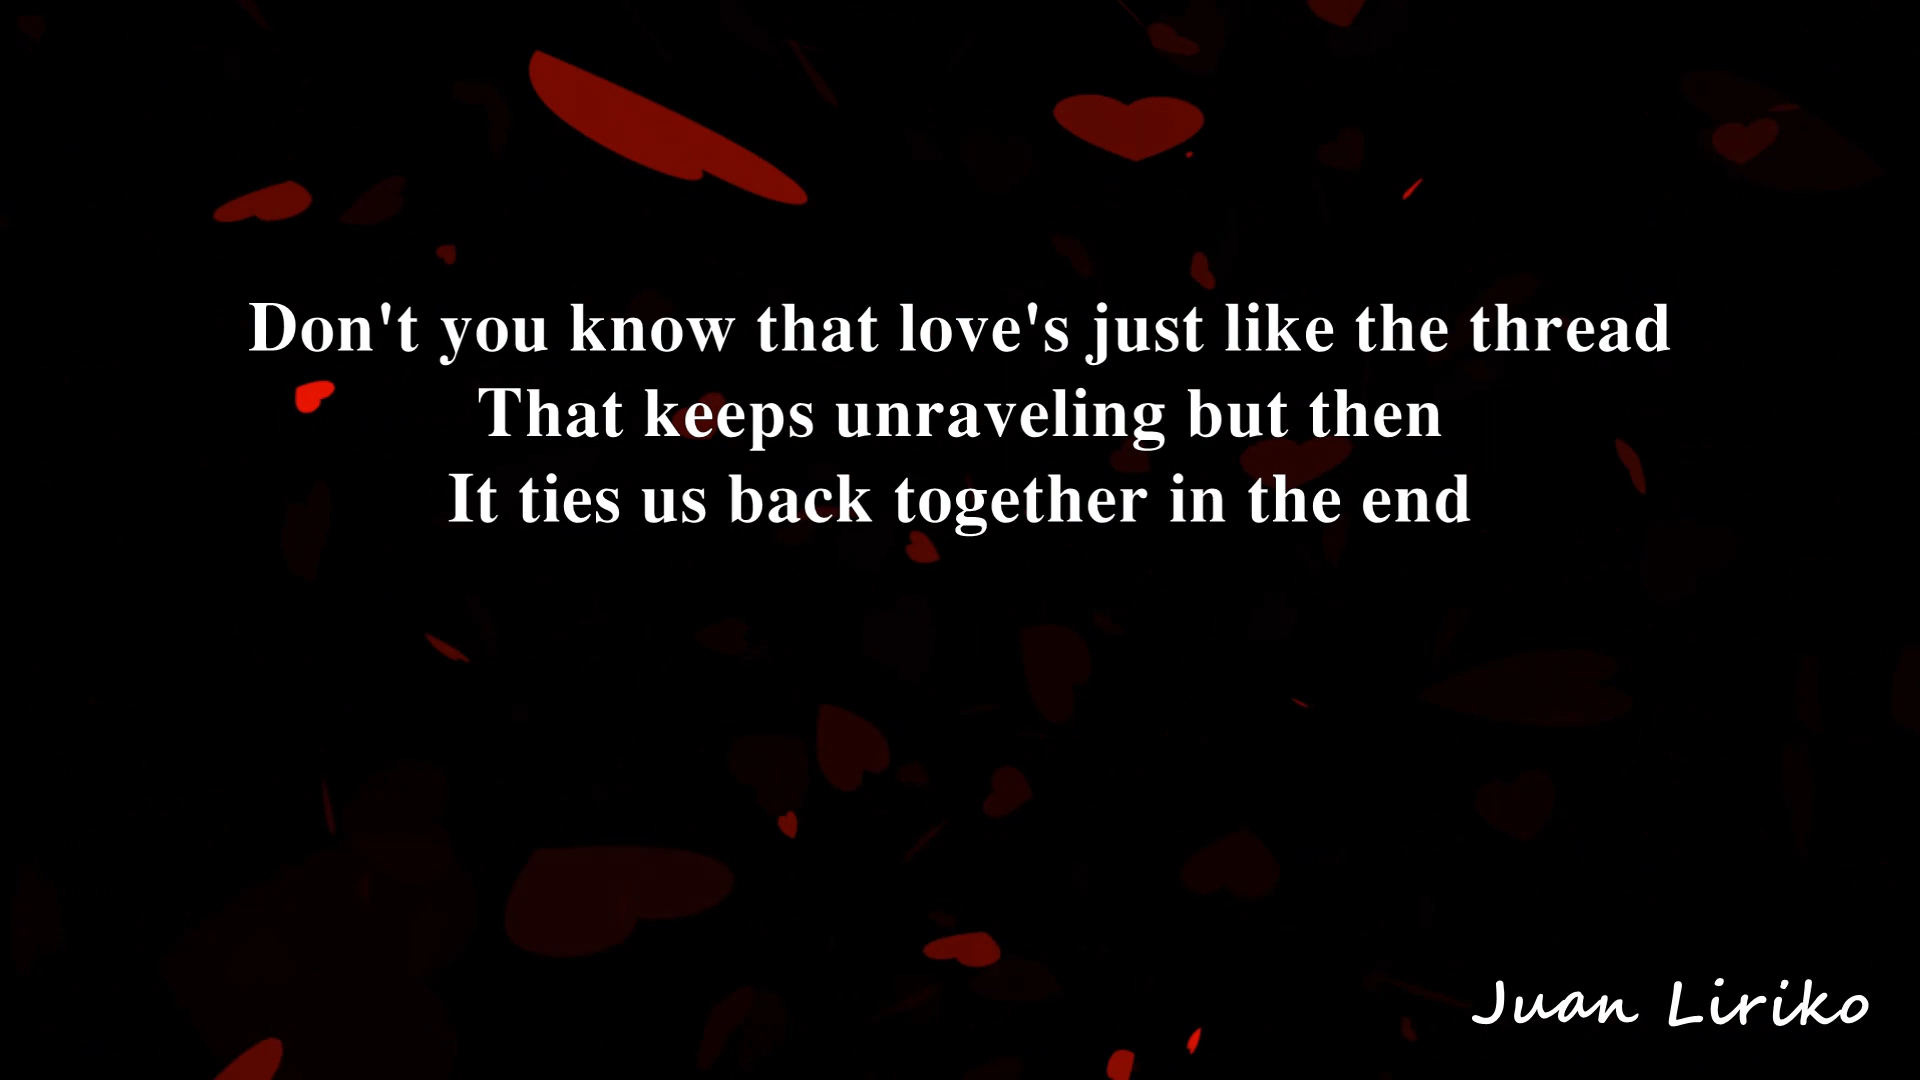 Don't you know that love's just like the thread
That keeps unraveling but then
It ties us back together in the end
Juan Liriko